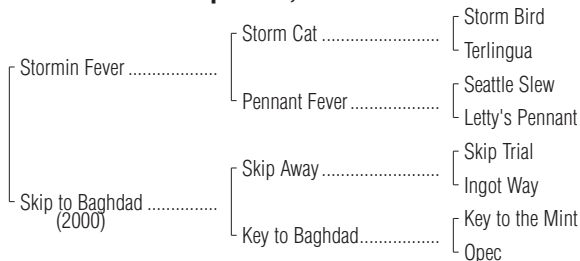 Storm Bird
Storm Cat ........................
Terlingua
Stormin Fever ..................
Seattle Slew
Pennant Fever ..................
Letty's Pennant
Skip Trial
Skip Away ........................
Ingot Way
Skip to Baghdad ..............
(2000)
Key to the Mint
Key to Baghdad................
Opec